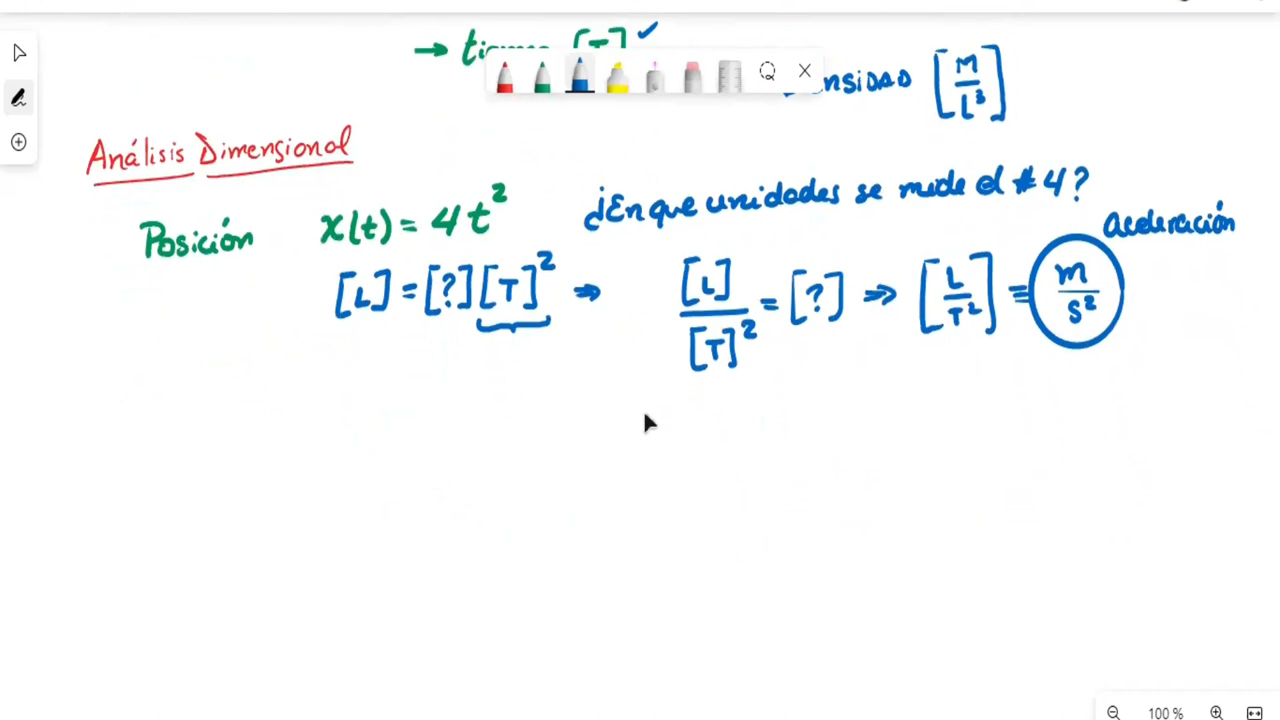 → tiempo [T] ✓
Densidad [M/L³]
Análisis Dimensional
Posición x(t) = 4t² ¿En que unidades se mide el #4?
aceleración
[L] = [?][T]² ⇒ [L]/[T]² = [?] ⇒ [L/T²] ≡ m/s²
100 %